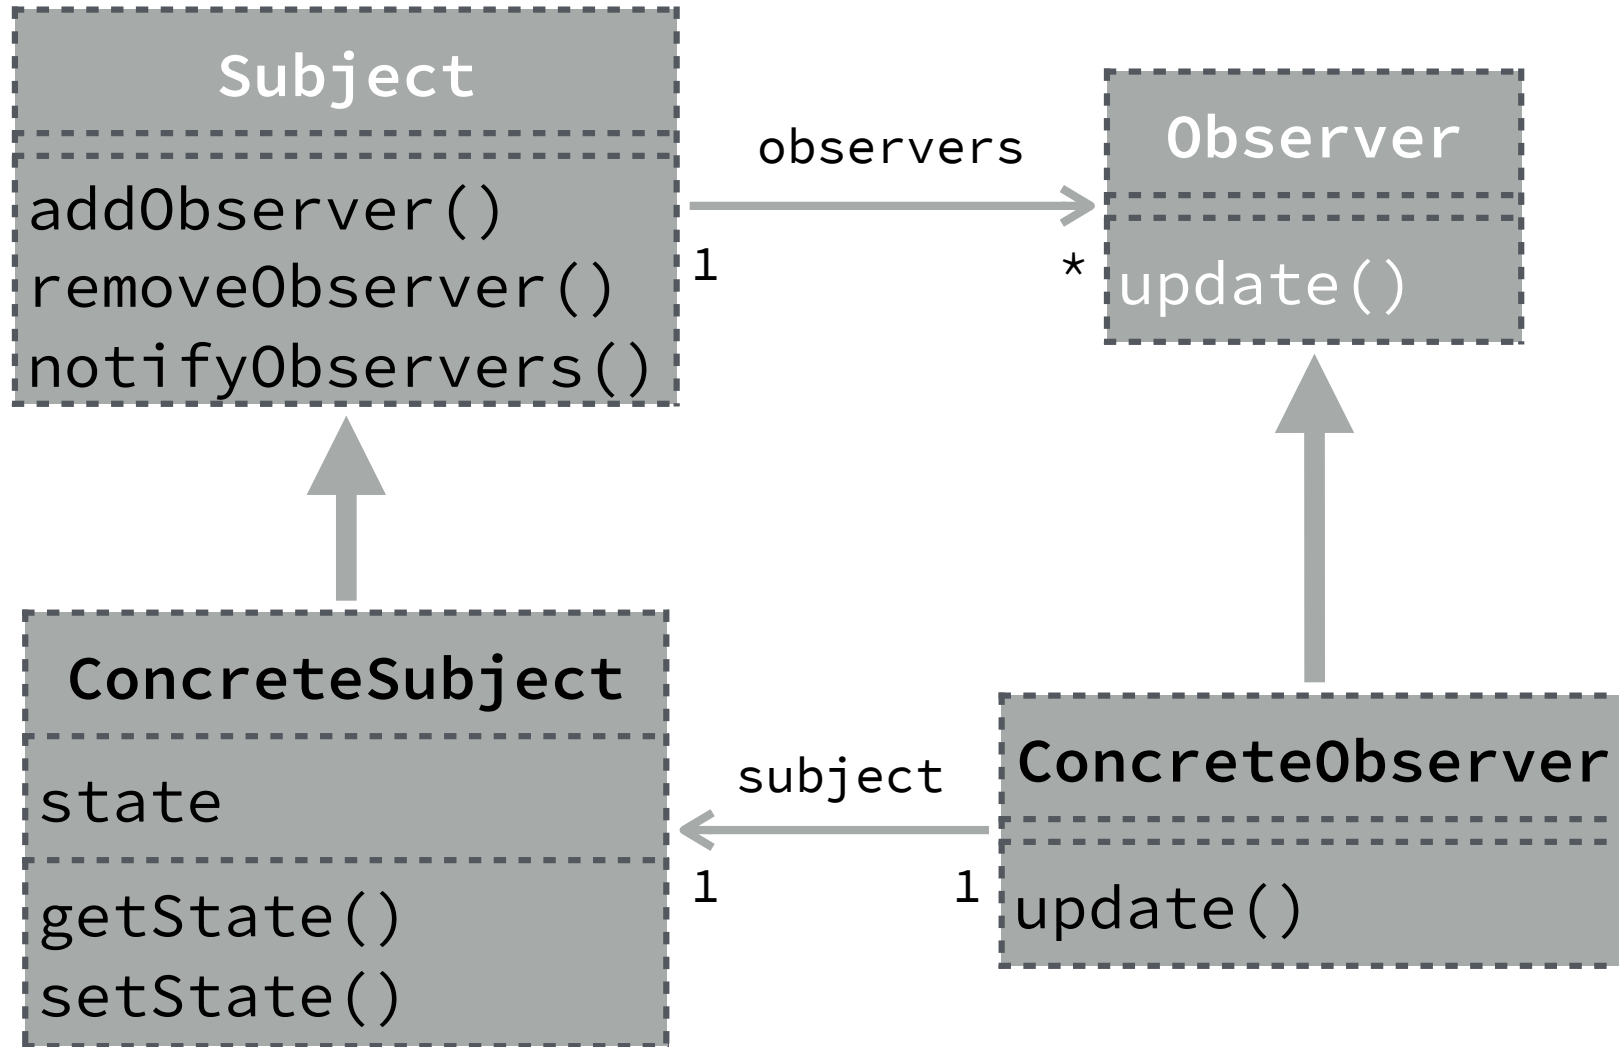 Subject
addObserver()
removeObserver()
notifyObservers()
observers
1
*
Observer
update()
ConcreteSubject
state
getState()
setState()
subject
1
1
ConcreteObserver
update()